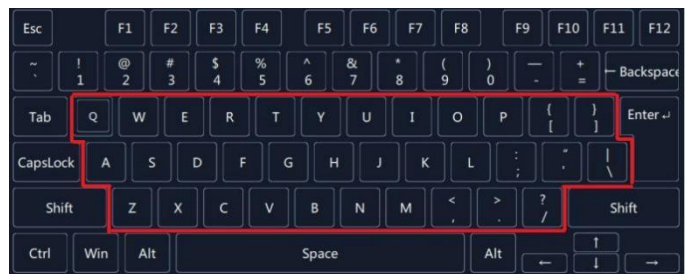 Esc F1 F2 F3 F4 F5 F6 F7 F8 F9 F10 F11 F12
~ ! @ # $ % ^ & * ( ) — +
` 1 2 3 4 5 6 7 8 9 0 - = ← Backspace
Tab Q W E R T Y U I O P { } Enter ↵
[ ]
CapsLock A S D F G H J K L : " |
; ' \
Shift Z X C V B N M < > ? Shift
, . /
Ctrl Win Alt Space Alt ← ↑ ↓ →